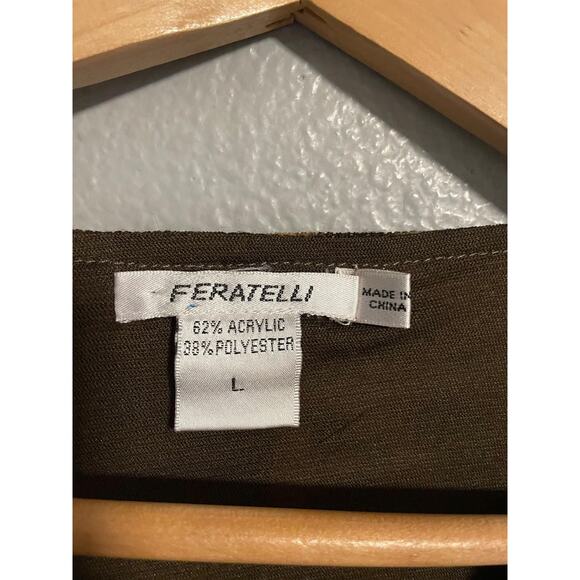 FERATELLI
MADE IN
CHINA
62% ACRYLIC
38% POLYESTER
L